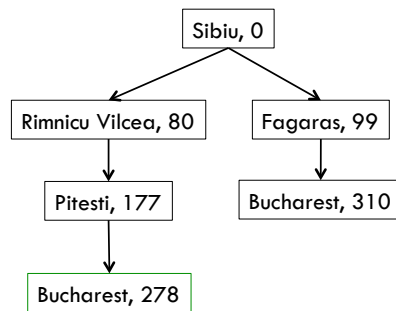 Sibiu, 0
Rimnicu Vilcea, 80
Fagaras, 99
Pitesti, 177
Bucharest, 310
Bucharest, 278